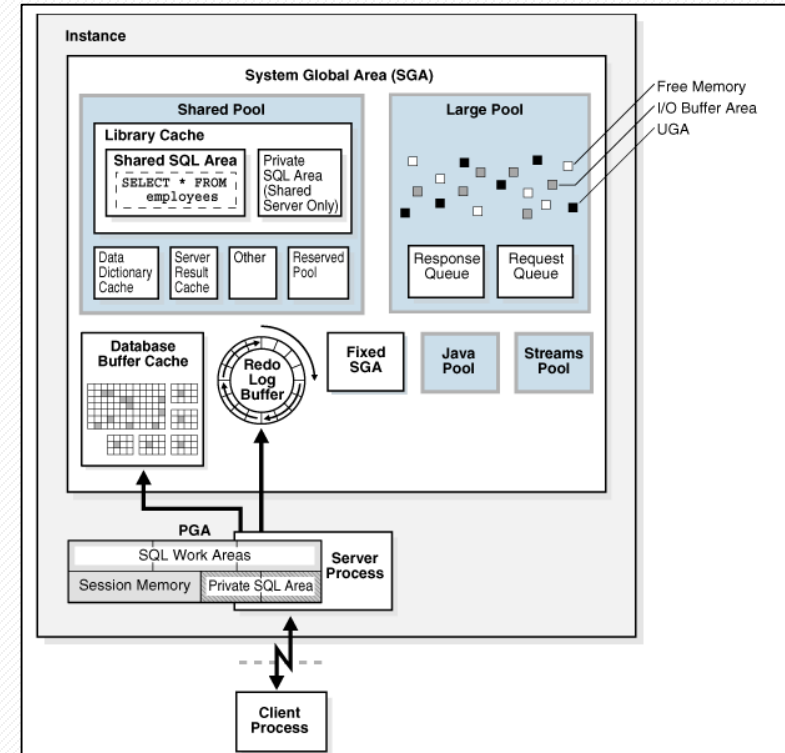 Instance
System Global Area (SGA)
Shared Pool
Library Cache
Shared SQL Area
SELECT * FROM
employees
Private
SQL Area
(Shared
Server Only)
Data
Dictionary
Cache
Server
Result
Cache
Other
Reserved
Pool
Large Pool
Response
Queue
Request
Queue
Free Memory
I/O Buffer Area
UGA
Database
Buffer Cache
Redo
Log
Buffer
Fixed
SGA
Java
Pool
Streams
Pool
PGA
SQL Work Areas
Session Memory
Private SQL Area
Server
Process
Client
Process